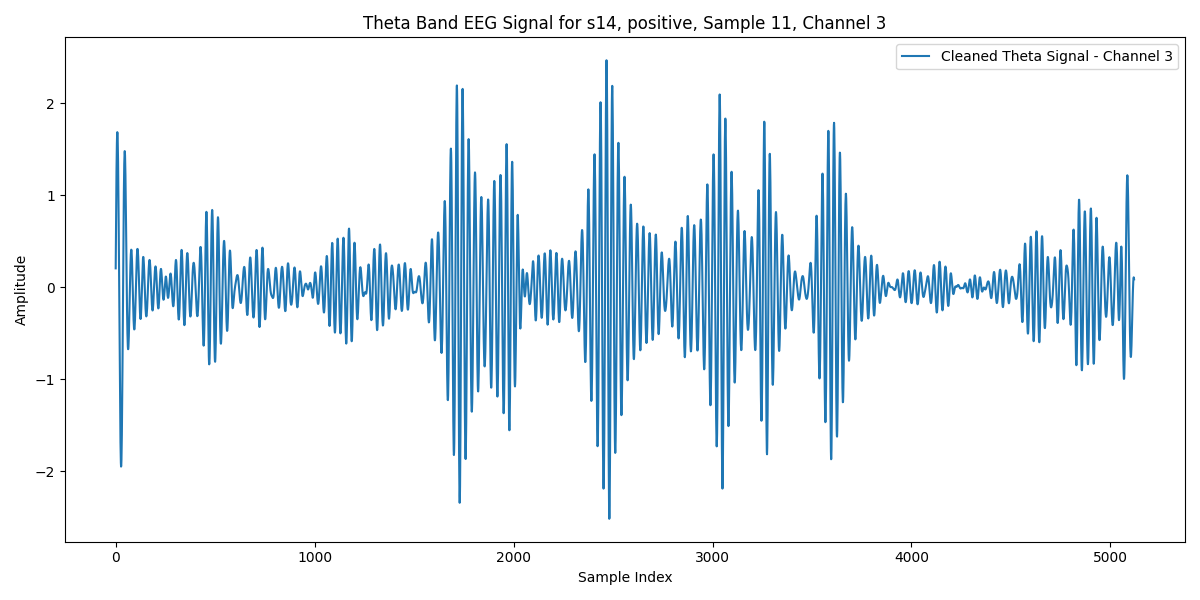 Theta Band EEG Signal for s14, positive, Sample 11, Channel 3
Cleaned Theta Signal - Channel 3
Amplitude
2
1
0
−1
−2
0 1000 2000 3000 4000 5000
Sample Index